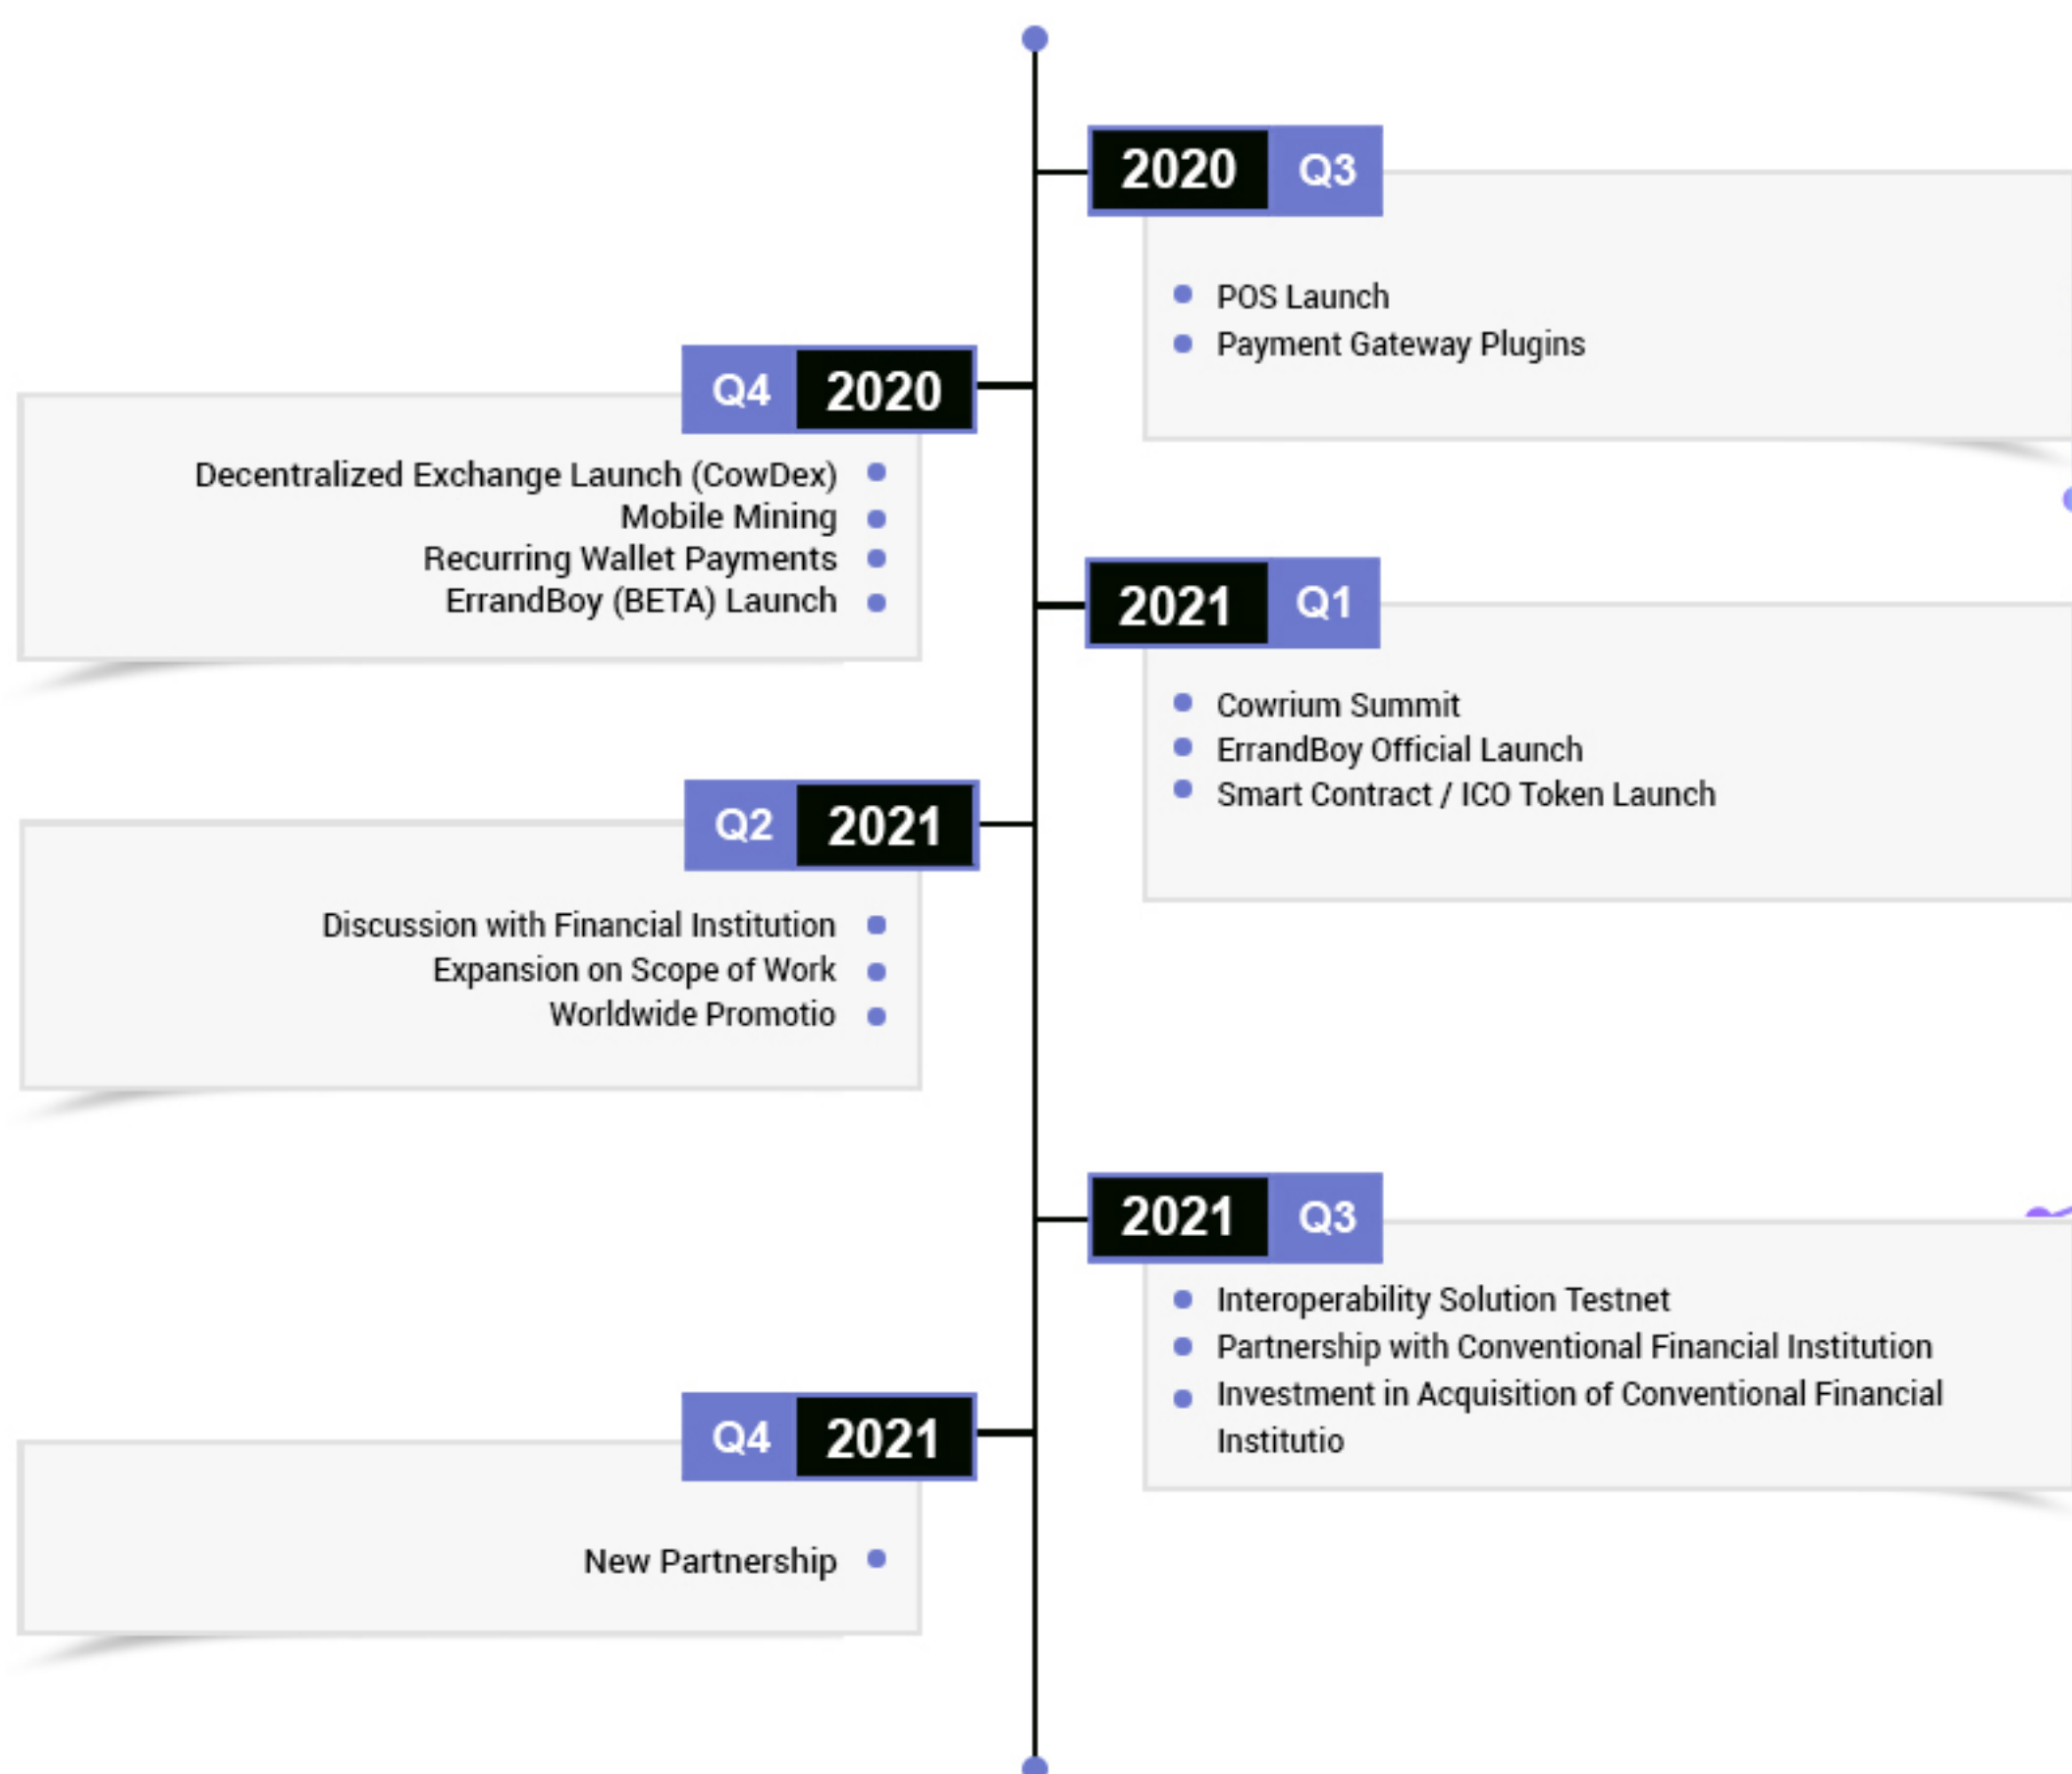 2020 Q3
POS Launch
Payment Gateway Plugins
Q4 2020
Decentralized Exchange Launch (CowDex)
Mobile Mining
Recurring Wallet Payments
ErrandBoy (BETA) Launch
2021 Q1
Cowrium Summit
ErrandBoy Official Launch
Smart Contract / ICO Token Launch
Q2 2021
Discussion with Financial Institution
Expansion on Scope of Work
Worldwide Promotio
2021 Q3
Interoperability Solution Testnet
Partnership with Conventional Financial Institution
Investment in Acquisition of Conventional Financial
Institutio
Q4 2021
New Partnership